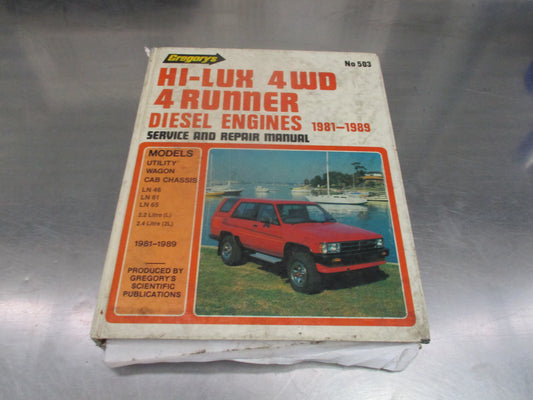 Gregory's
No 503
HI-LUX 4WD
4 RUNNER
DIESEL ENGINES 1981-1989
SERVICE AND REPAIR MANUAL
MODELS
UTILITY
WAGON
CAB CHASSIS
LN 46
LN 61
LN 65
2.2 Litre (L)
2.4 Litre (2L)
1981-1989
PRODUCED BY
GREGORY'S
SCIENTIFIC
PUBLICATIONS